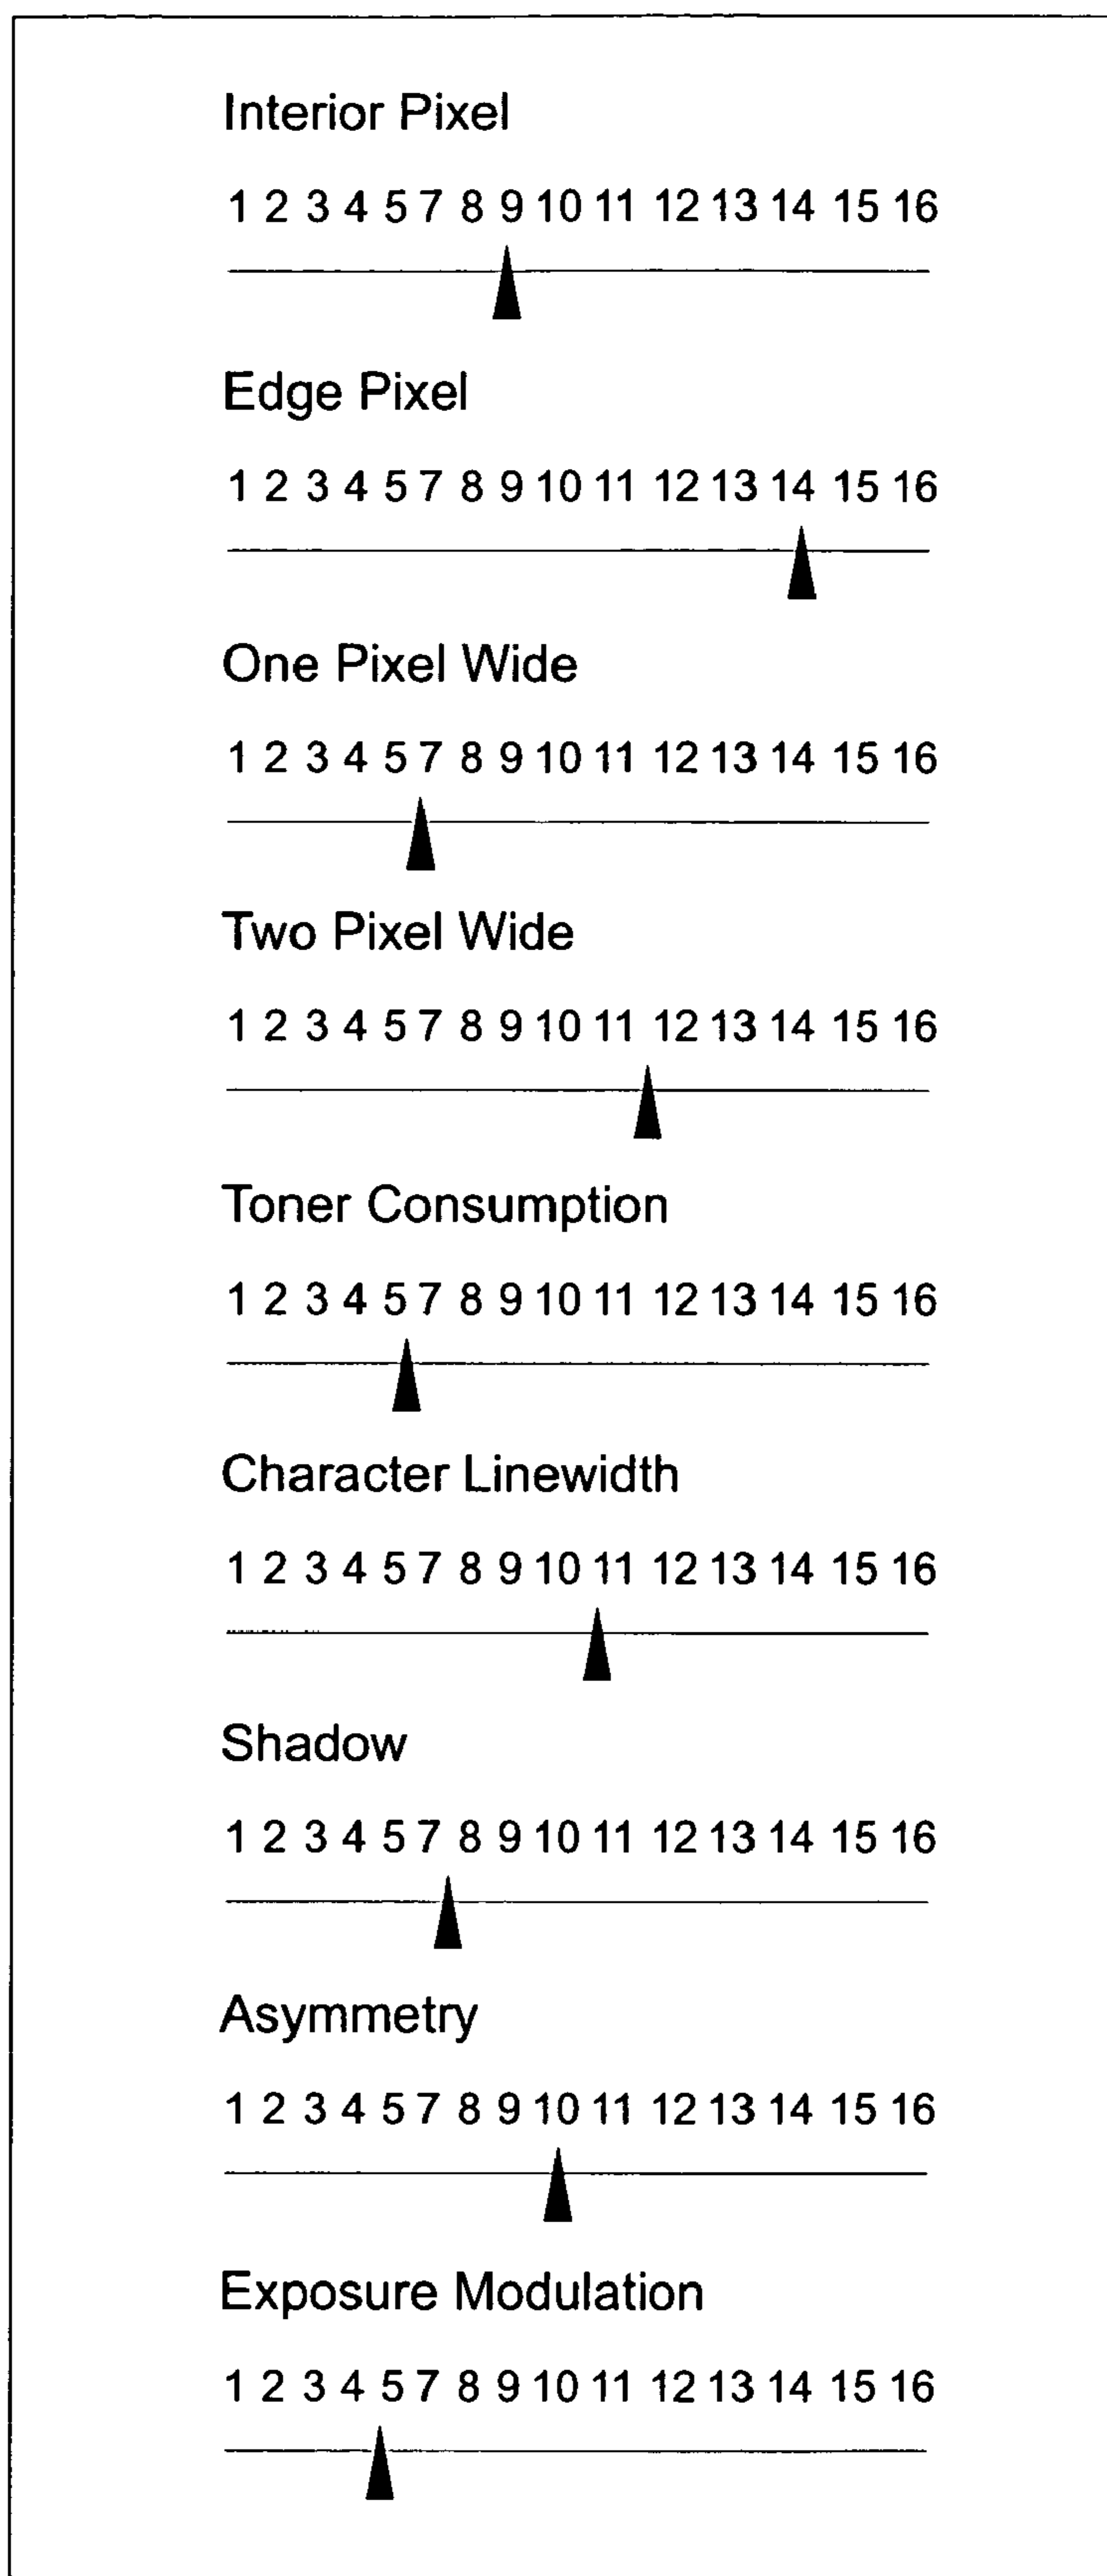 Interior Pixel
1 2 3 4 5 7 8 9 10 11 12 13 14 15 16
Edge Pixel
1 2 3 4 5 7 8 9 10 11 12 13 14 15 16
One Pixel Wide
1 2 3 4 5 7 8 9 10 11 12 13 14 15 16
Two Pixel Wide
1 2 3 4 5 7 8 9 10 11 12 13 14 15 16
Toner Consumption
1 2 3 4 5 7 8 9 10 11 12 13 14 15 16
Character Linewidth
1 2 3 4 5 7 8 9 10 11 12 13 14 15 16
Shadow
1 2 3 4 5 7 8 9 10 11 12 13 14 15 16
Asymmetry
1 2 3 4 5 7 8 9 10 11 12 13 14 15 16
Exposure Modulation
1 2 3 4 5 7 8 9 10 11 12 13 14 15 16